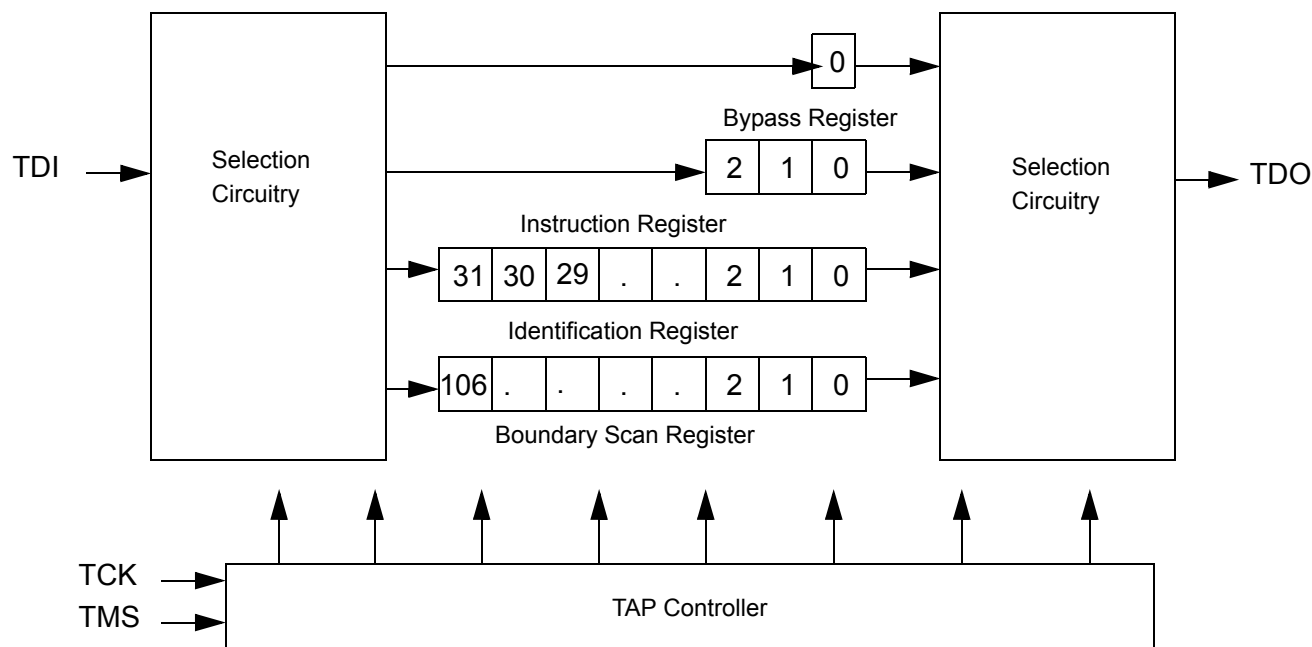 0
Bypass Register
TDI
Selection
Circuitry
2 1 0
Selection
Circuitry
TDO
Instruction Register
31 30 29 . . 2 1 0
Identification Register
106 . . . . 2 1 0
Boundary Scan Register
TCK
TMS
TAP Controller